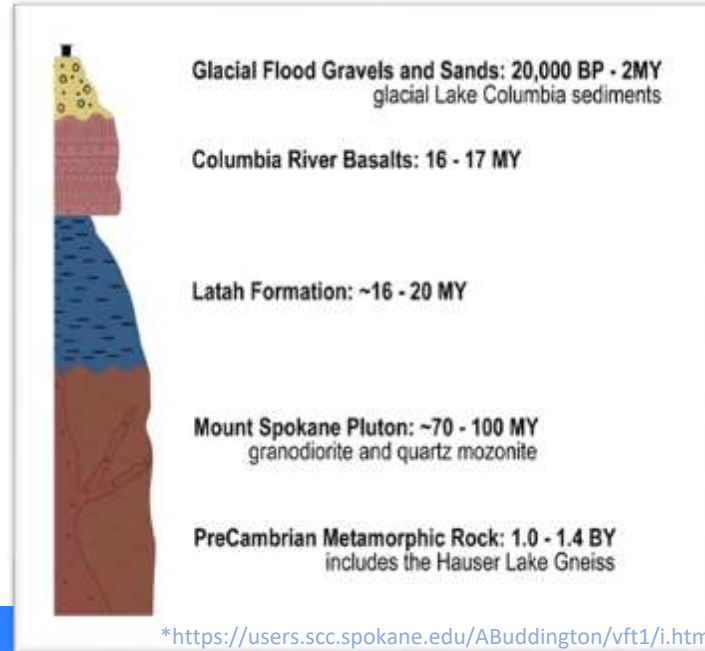 Glacial Flood Gravels and Sands: 20,000 BP - 2MY
glacial Lake Columbia sediments
Columbia River Basalts: 16 - 17 MY
Latah Formation: ~16 - 20 MY
Mount Spokane Pluton: ~70 - 100 MY
granodiorite and quartz mozonite
PreCambrian Metamorphic Rock: 1.0 - 1.4 BY
includes the Hauser Lake Gneiss
*https://users.scc.spokane.edu/ABuddington/vft1/i.htm